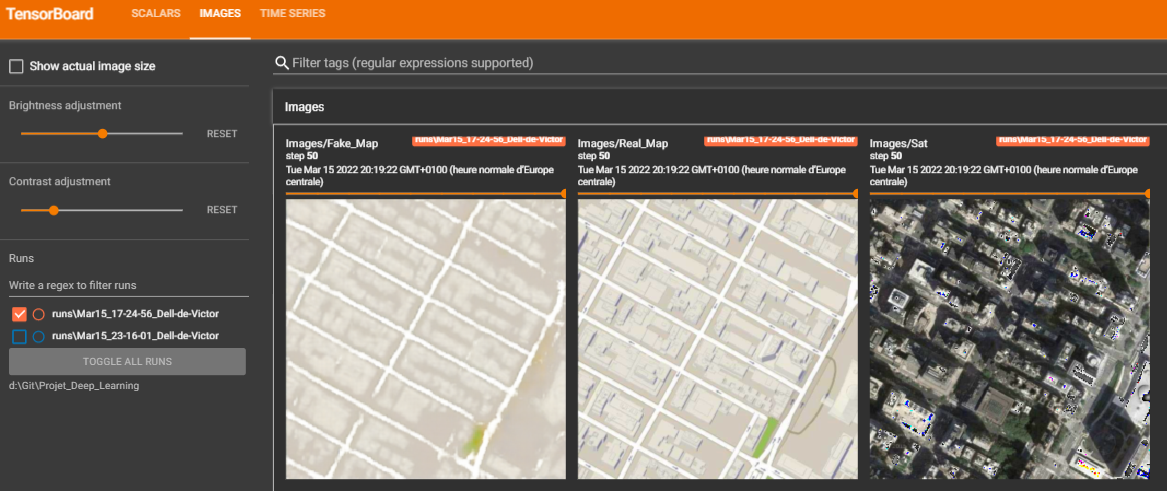 TensorBoard
SCALARS
IMAGES
TIME SERIES
Show actual image size
Brightness adjustment
RESET
Contrast adjustment
RESET
Runs
Write a regex to filter runs
runs\Mar15_17-24-56_Dell-de-Victor
runs\Mar15_23-16-01_Dell-de-Victor
TOGGLE ALL RUNS
d:\Git\Projet_Deep_Learning
Filter tags (regular expressions supported)
Images
Images/Fake_Map
runs\Mar15_17-24-56_Dell-de-Victor
step 50
Tue Mar 15 2022 20:19:22 GMT+0100 (heure normale d'Europe
centrale)
Images/Real_Map
runs\Mar15_17-24-56_Dell-de-Victor
step 50
Tue Mar 15 2022 20:19:22 GMT+0100 (heure normale d'Europe
centrale)
Images/Sat
runs\Mar15_17-24-56_Dell-de-Victor
step 50
Tue Mar 15 2022 20:19:22 GMT+0100 (heure normale d'Europe
centrale)